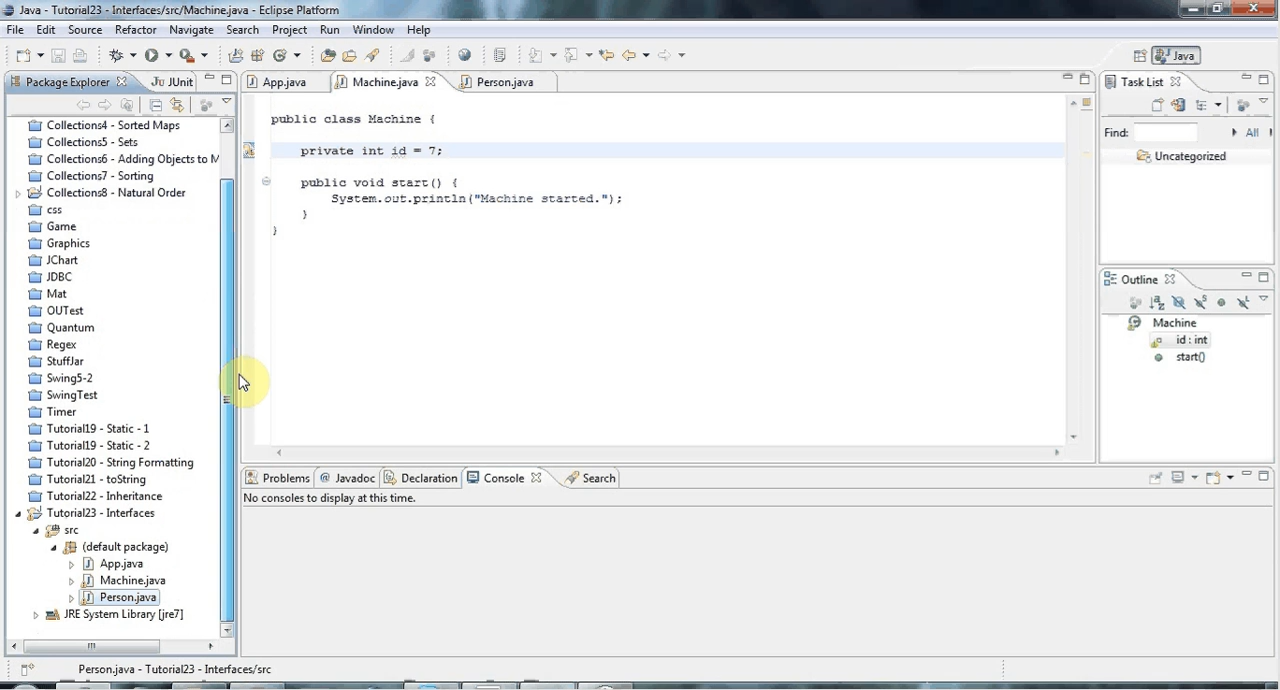 Java - Tutorial23 - Interfaces/src/Machine.java - Eclipse Platform
File Edit Source Refactor Navigate Search Project Run Window Help
Java
Package Explorer
Ju JUnit
Collections4 - Sorted Maps
Collections5 - Sets
Collections6 - Adding Objects to M
Collections7 - Sorting
Collections8 - Natural Order
css
Game
Graphics
JChart
JDBC
Mat
OUTest
Quantum
Regex
StuffJar
Swing5-2
SwingTest
Timer
Tutorial19 - Static - 1
Tutorial19 - Static - 2
Tutorial20 - String Formatting
Tutorial21 - toString
Tutorial22 - Inheritance
Tutorial23 - Interfaces
src
(default package)
App.java
Machine.java
Person.java
JRE System Library [jre7]
App.java Machine.java Person.java
public class Machine {
private int id = 7;
public void start() {
System.out.println("Machine started.");
}
}
Task List
Find: All
Uncategorized
Outline
Machine
id : int
start()
Problems @ Javadoc Declaration Console Search
No consoles to display at this time.
Person.java - Tutorial23 - Interfaces/src